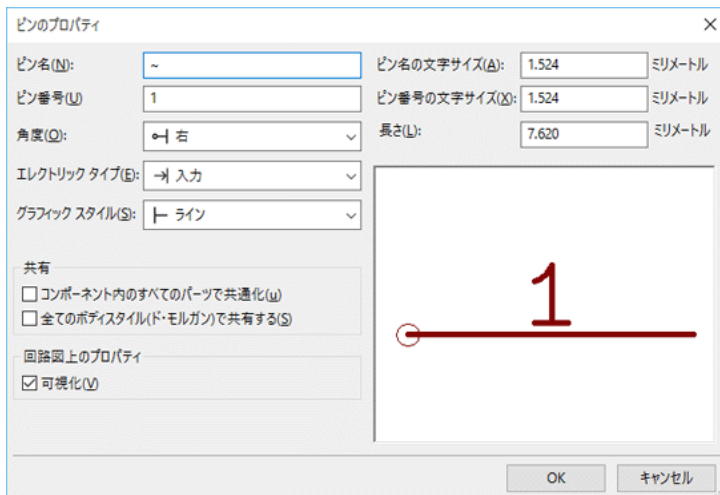 ピンのプロパティ
ピン名(N):
~
ピン番号(U)
1
角度(O):
右
エレクトリック タイプ(E):
入力
グラフィック スタイル(S):
ライン
ピン名の文字サイズ(A):
1.524
ミリメートル
ピン番号の文字サイズ(X):
1.524
ミリメートル
長さ(L):
7.620
ミリメートル
共有
コンポーネント内のすべてのパーツで共通化(u)
全てのボディスタイル(ド・モルガン)で共有する(S)
回路図上のプロパティ
可視化(V)
1
OK
キャンセル